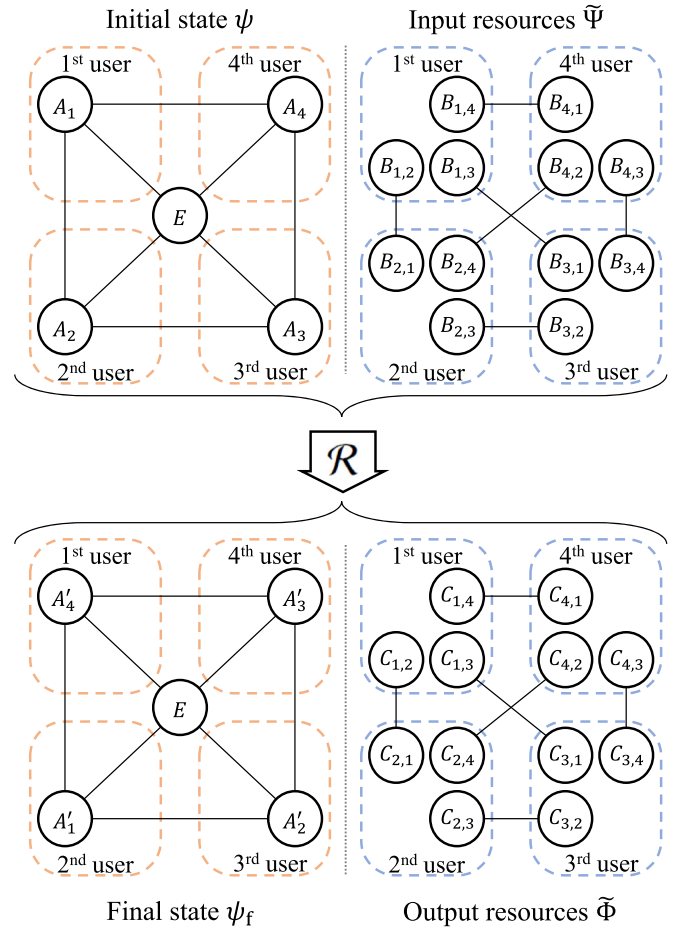 Initial state ψ
Input resources Ψ̃
1st user
4th user
1st user
4th user
A1
A4
B1,4
B4,1
B1,2
B1,3
B4,2
B4,3
E
B2,1
B2,4
B3,1
B3,4
A2
A3
B2,3
B3,2
2nd user
3rd user
2nd user
3rd user
R
1st user
4th user
1st user
4th user
A′4
A′3
C1,4
C4,1
C1,2
C1,3
C4,2
C4,3
E
C2,1
C2,4
C3,1
C3,4
A′1
A′2
C2,3
C3,2
2nd user
3rd user
2nd user
3rd user
Final state ψf
Output resources Φ̃